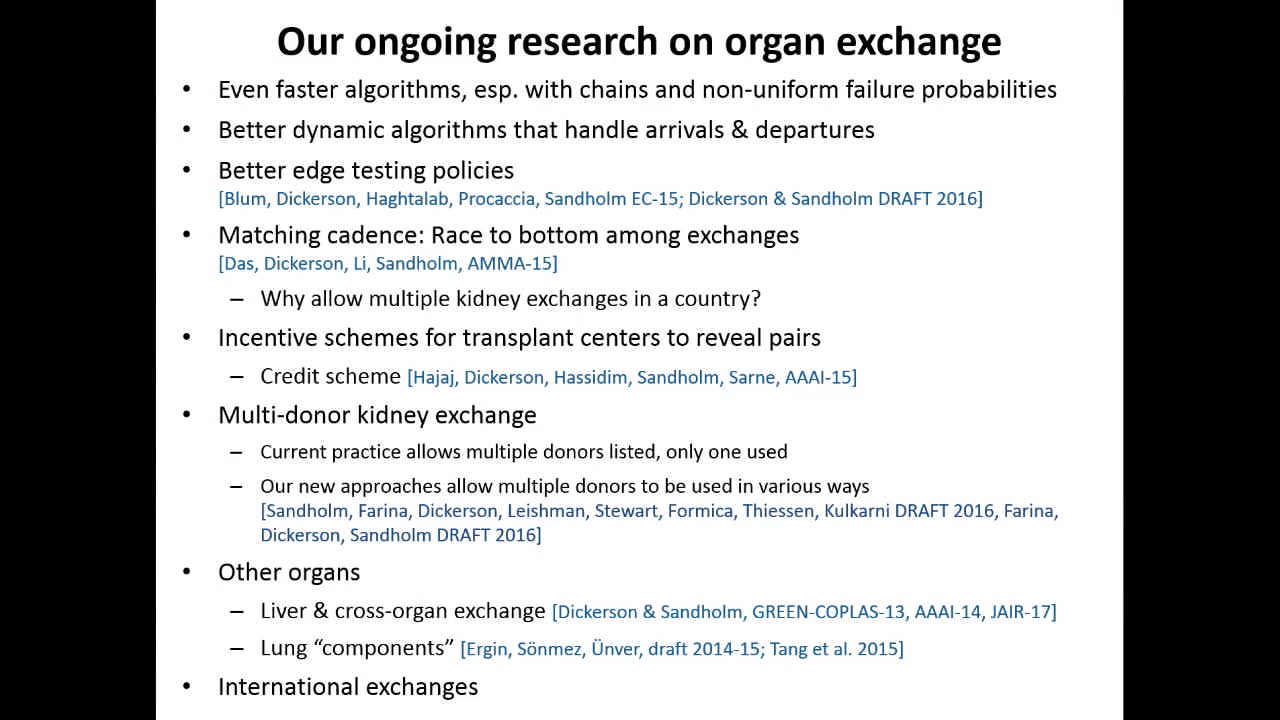 Our ongoing research on organ exchange
• Even faster algorithms, esp. with chains and non-uniform failure probabilities
• Better dynamic algorithms that handle arrivals & departures
• Better edge testing policies
[Blum, Dickerson, Haghtalab, Procaccia, Sandholm EC-15; Dickerson & Sandholm DRAFT 2016]
• Matching cadence: Race to bottom among exchanges
[Das, Dickerson, Li, Sandholm, AMMA-15]
– Why allow multiple kidney exchanges in a country?
• Incentive schemes for transplant centers to reveal pairs
– Credit scheme [Hajaj, Dickerson, Hassidim, Sandholm, Sarne, AAAI-15]
• Multi-donor kidney exchange
– Current practice allows multiple donors listed, only one used
– Our new approaches allow multiple donors to be used in various ways
[Sandholm, Farina, Dickerson, Leishman, Stewart, Formica, Thiessen, Kulkarni DRAFT 2016, Farina,
Dickerson, Sandholm DRAFT 2016]
• Other organs
– Liver & cross-organ exchange [Dickerson & Sandholm, GREEN-COPLAS-13, AAAI-14, JAIR-17]
– Lung “components” [Ergin, Sönmez, Ünver, draft 2014-15; Tang et al. 2015]
• International exchanges